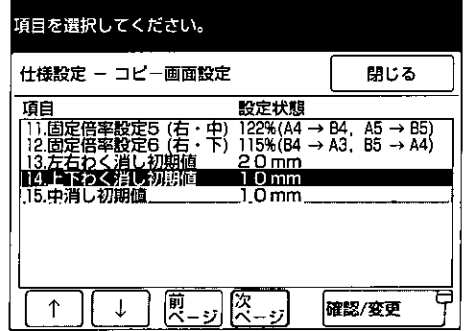 項目を選択してください。
仕様設定 − コピー画面設定 閉じる
項目 設定状態
11.固定倍率設定5 (右・中) 122%(A4 → B4, A5 → B5)
12.固定倍率設定6 (右・下) 115%(B4 → A3, B5 → A4)
13.左右わく消し初期値 20mm
14.上下わく消し初期値 10mm
15.中消し初期値 10mm
↑ ↓ 前ページ 次ページ 確認/変更